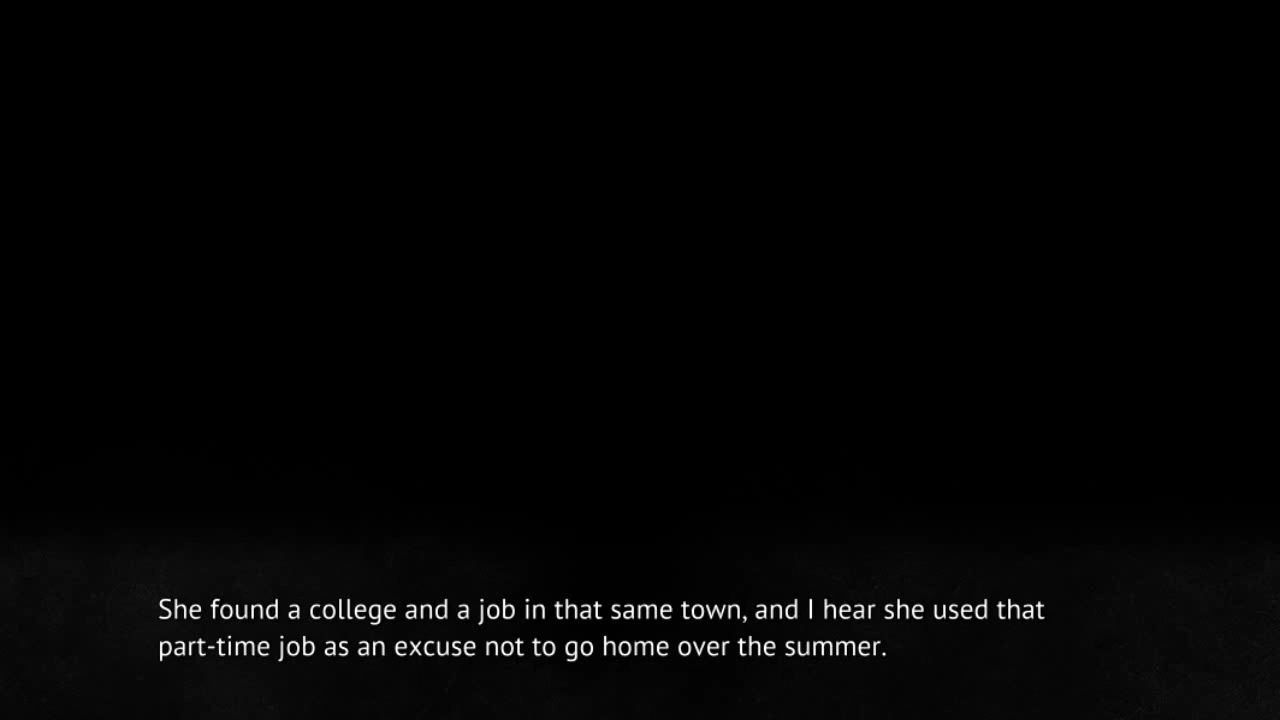 She found a college and a job in that same town, and I hear she used that
part-time job as an excuse not to go home over the summer.